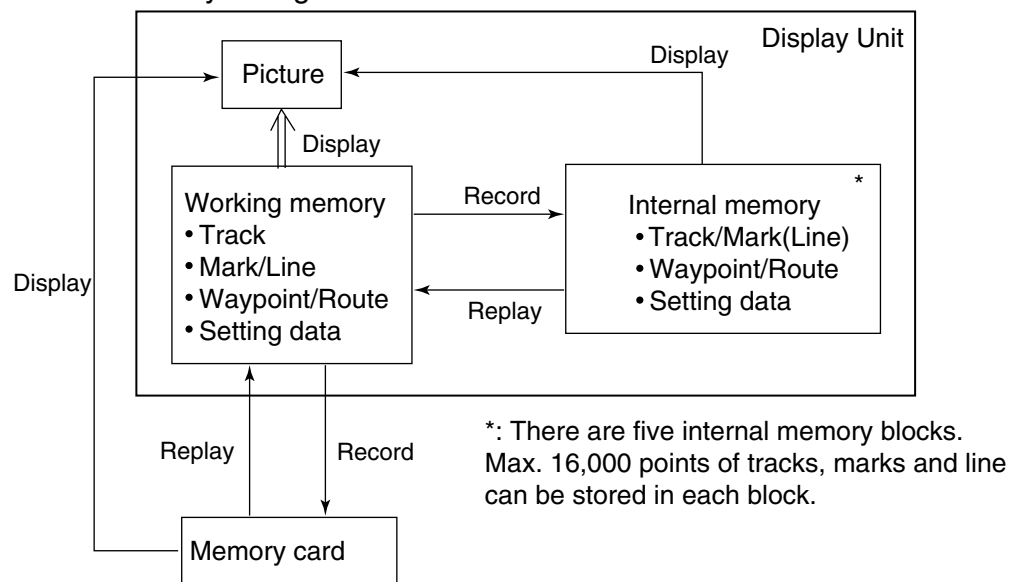 Display Unit
Display
Picture
Display
Working memory
• Track
• Mark/Line
• Waypoint/Route
• Setting data
Record
Replay
*
Internal memory
• Track/Mark(Line)
• Waypoint/Route
• Setting data
Display
Replay
Record
*: There are five internal memory blocks.
Max. 16,000 points of tracks, marks and line
can be stored in each block.
Memory card